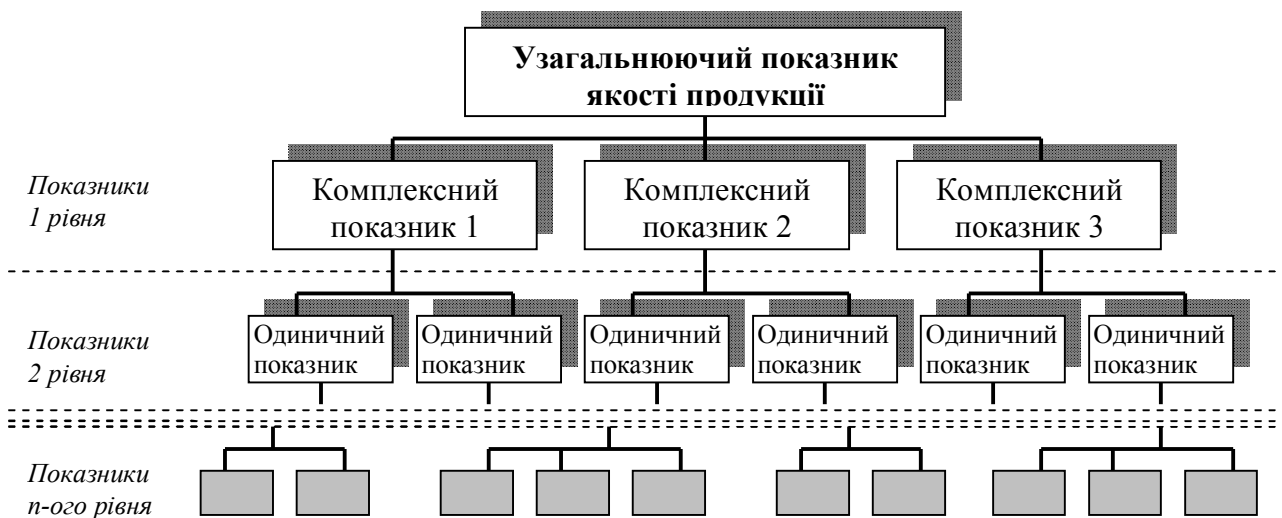 Узагальнюючий показник
якості продукції
Показники
1 рівня
Комплексний
показник 1
Комплексний
показник 2
Комплексний
показник 3
Показники
2 рівня
Одиничний
показник
Одиничний
показник
Одиничний
показник
Одиничний
показник
Одиничний
показник
Одиничний
показник
Показники
n-ого рівня